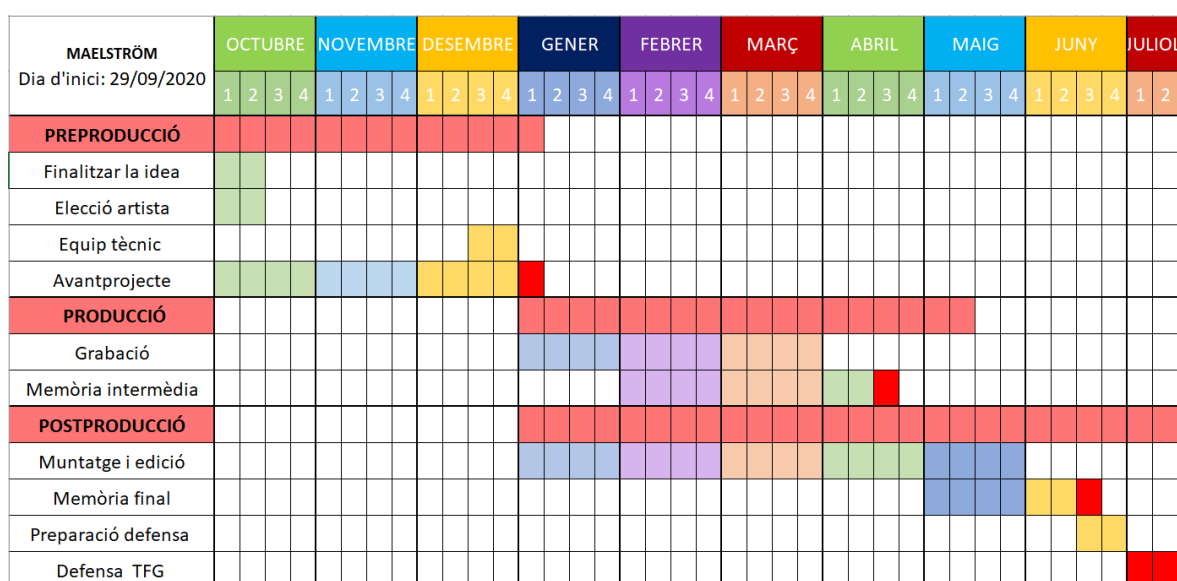 MAELSTRÖM
Dia d'inici: 29/09/2020
OCTUBRE NOVEMBRE DESEMBRE GENER FEBRER MARÇ ABRIL MAIG JUNY JULIOL
1 2 3 4 1 2 3 4 1 2 3 4 1 2 3 4 1 2 3 4 1 2 3 4 1 2 3 4 1 2 3 4 1 2 3 4 1 2
PREPRODUCCIÓ
Finalitzar la idea
Elecció artista
Equip tècnic
Avantprojecte
PRODUCCIÓ
Grabació
Memòria intermèdia
POSTPRODUCCIÓ
Muntatge i edició
Memòria final
Preparació defensa
Defensa TFG